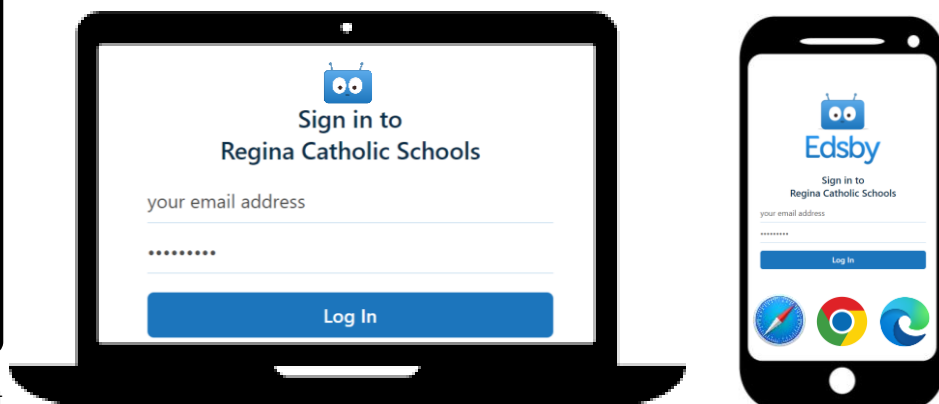 Sign in to
Regina Catholic Schools
your email address
•••••••••
Log In
Edsby
Sign in to
Regina Catholic Schools
your email address
•••••••••
Log In